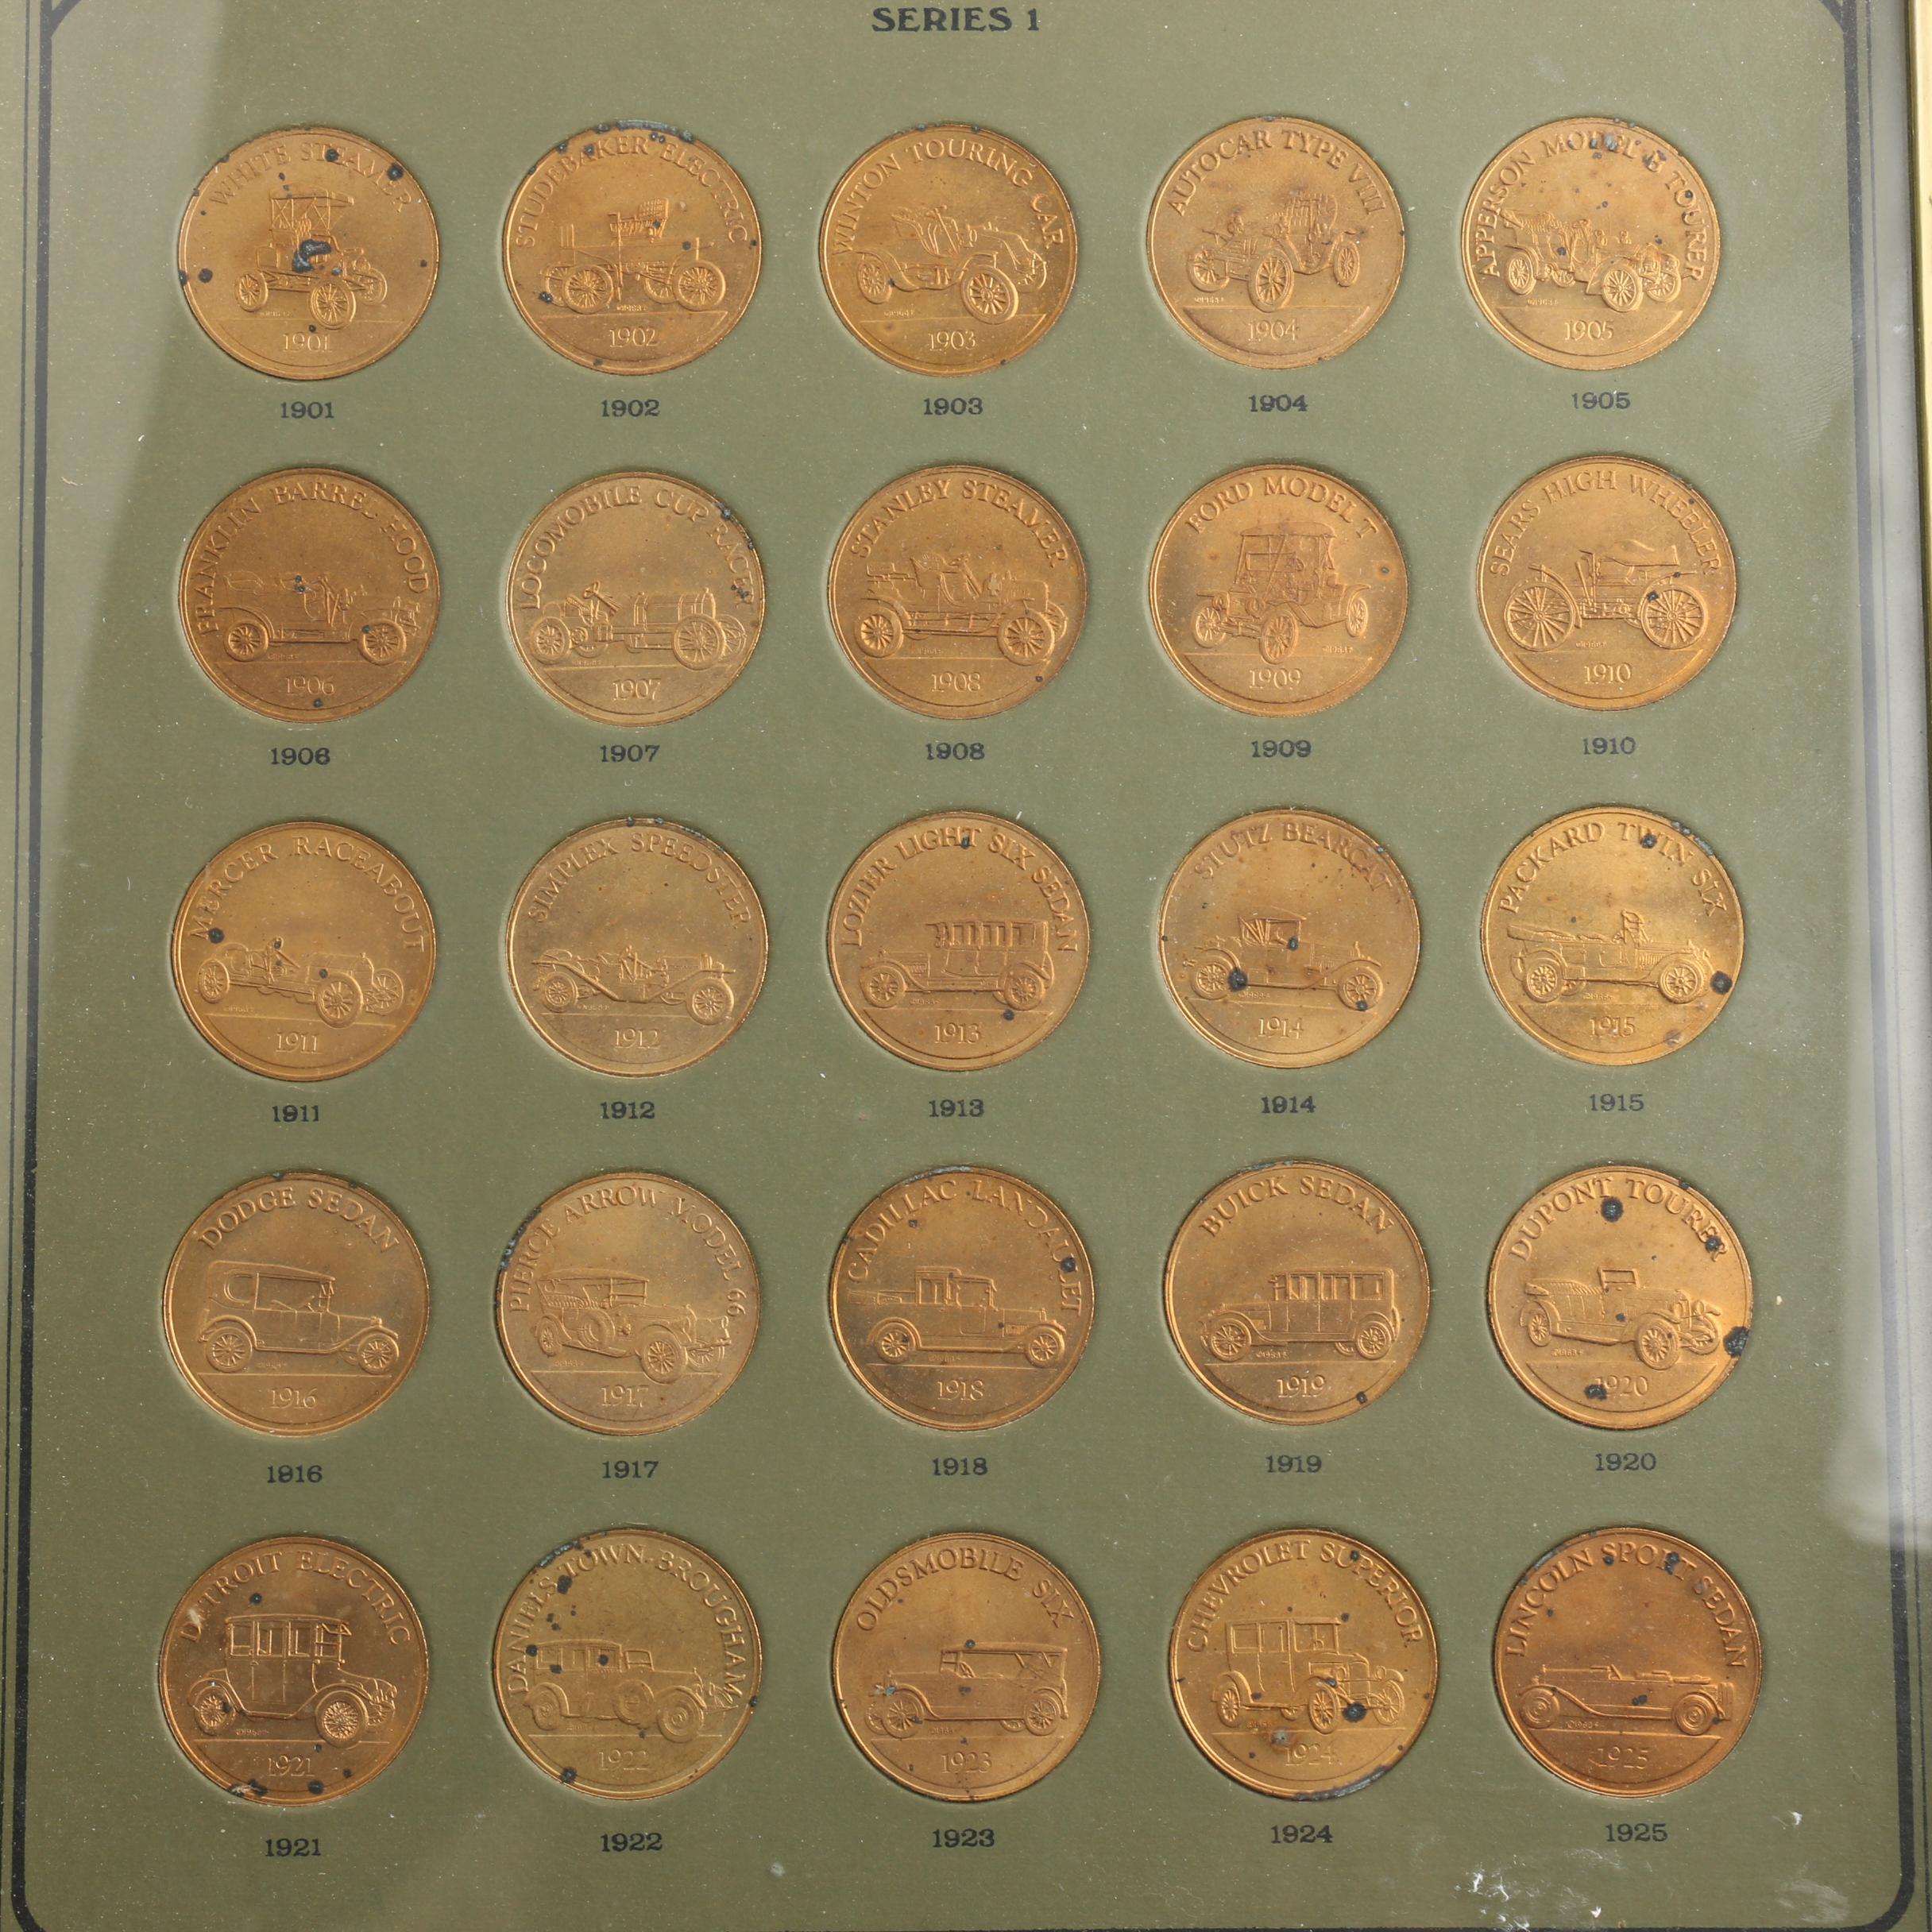 SERIES 1
WHITE STEAMER
1901
1901
STUDEBAKER ELECTRIC
1902
1902
WINTON TOURING CAR
1903
1903
AUTOCAR TYPE VIII
1904
1904
APPERSON MODEL TOURER
1905
1905
FRANKLIN BARREL HOOD
1906
1906
LOCOMOBILE CUP RACER
1907
1907
STANLEY STEAMER
1908
1908
FORD MODEL T
1909
1909
SEARS HIGH WHEELER
1910
1910
MERCER RACEABOUT
1911
1911
SIMPLEX SPEEDSTER
1912
1912
LOZIER LIGHT SIX SEDAN
1913
1913
STUTZ BEARCAT
1914
1914
PACKARD TWIN SIX
1915
1915
DODGE SEDAN
1916
1916
PIERCE ARROW MODEL 66
1917
1917
CADILLAC LANDAULET
1918
1918
BUICK SEDAN
1919
1919
DUPONT TOURER
1920
1920
DETROIT ELECTRIC
1921
1921
DANIELS TOWN BROUGHAM
1922
1922
OLDSMOBILE SIX
1923
1923
CHEVROLET SUPERIOR
1924
1924
LINCOLN SPORT SEDAN
1925
1925